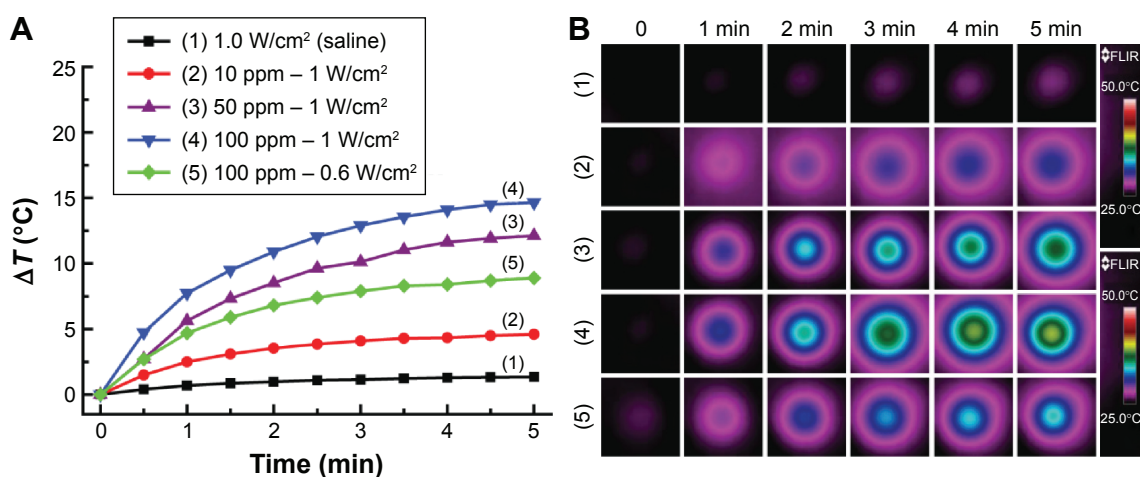 A
(1) 1.0 W/cm² (saline)
(2) 10 ppm – 1 W/cm²
(3) 50 ppm – 1 W/cm²
(4) 100 ppm – 1 W/cm²
(5) 100 ppm – 0.6 W/cm²
25
20
15
10
5
0
ΔT (°C)
(4)
(3)
(5)
(2)
(1)
0 1 2 3 4 5
Time (min)
B
0 1 min 2 min 3 min 4 min 5 min
(1)
(2)
(3)
(4)
(5)
FLIR
50.0°C
25.0°C
FLIR
50.0°C
25.0°C